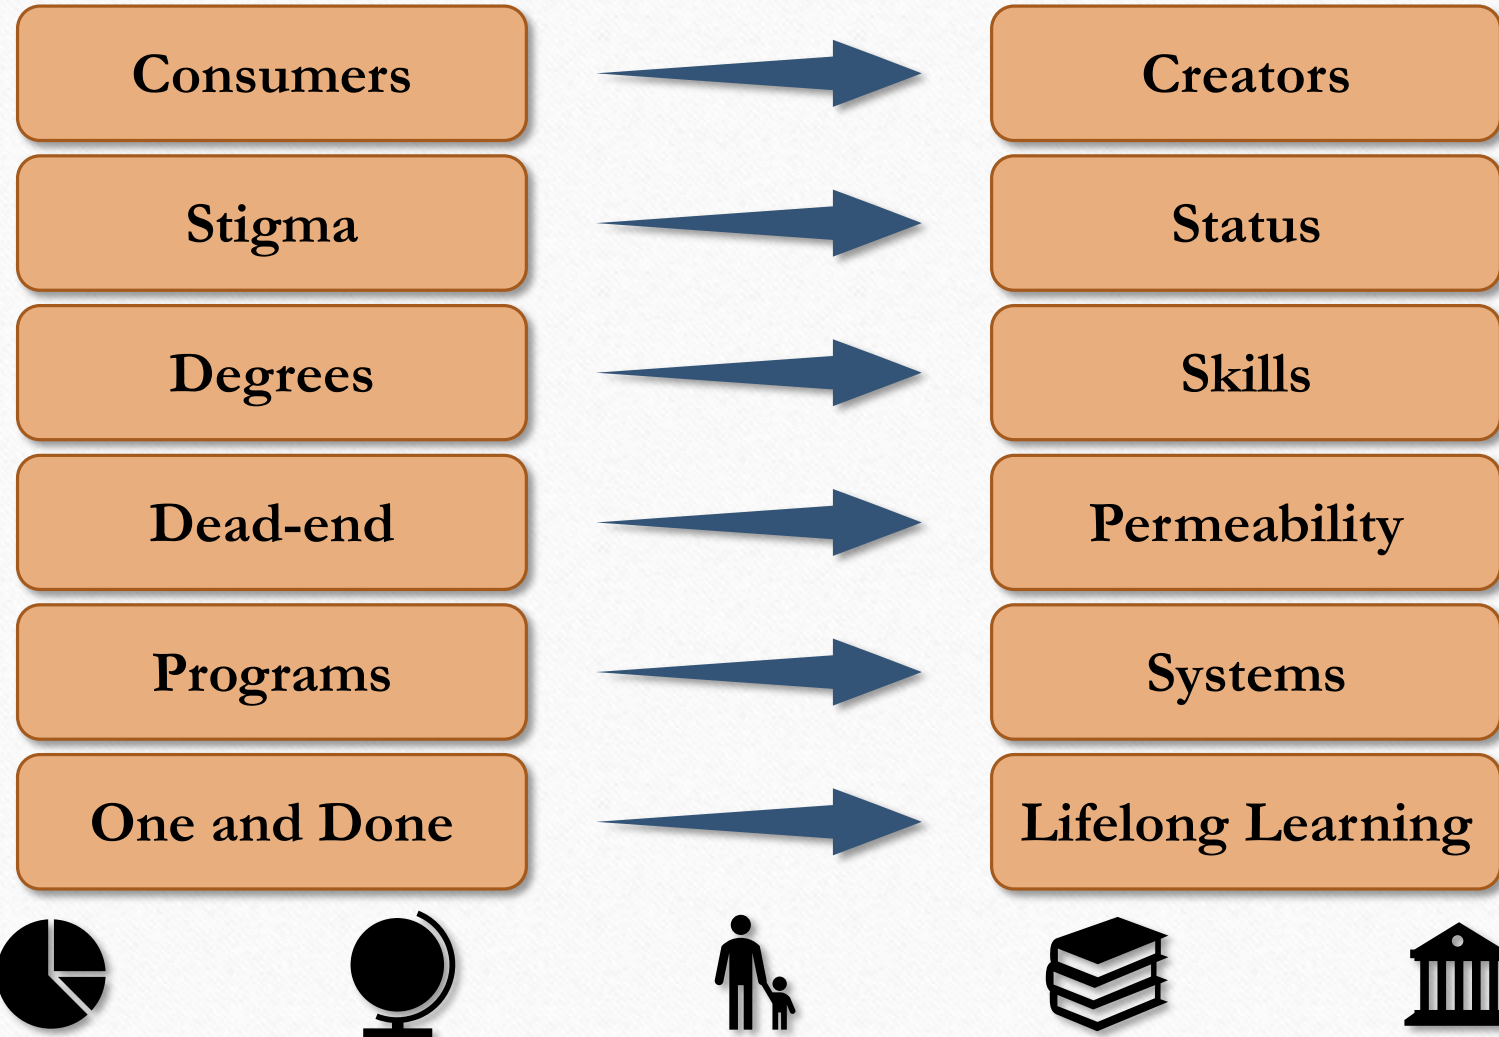 Consumers
Creators
Stigma
Status
Degrees
Skills
Dead-end
Permeability
Programs
Systems
One and Done
Lifelong Learning